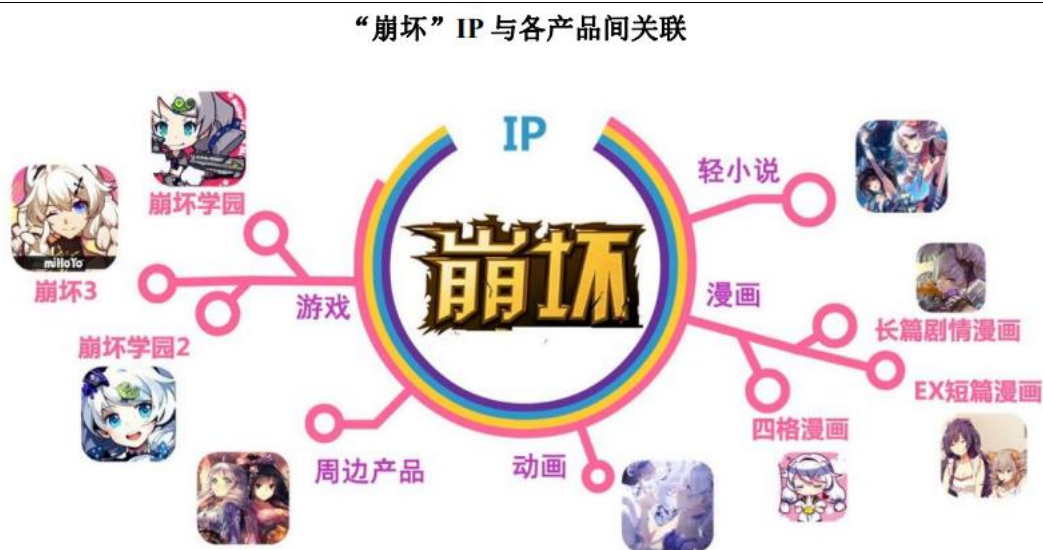 “崩坏”IP 与各产品间关联
IP
崩坏
轻小说
崩坏学园
miHoYo
崩坏3
游戏
漫画
长篇剧情漫画
崩坏学园2
EX短篇漫画
四格漫画
周边产品
动画